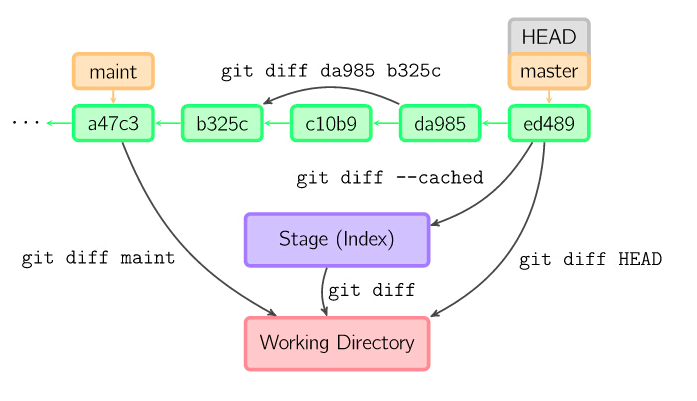 HEAD
maint
git diff da985 b325c
master
...
a47c3
b325c
c10b9
da985
ed489
git diff --cached
Stage (Index)
git diff maint
git diff HEAD
git diff
Working Directory